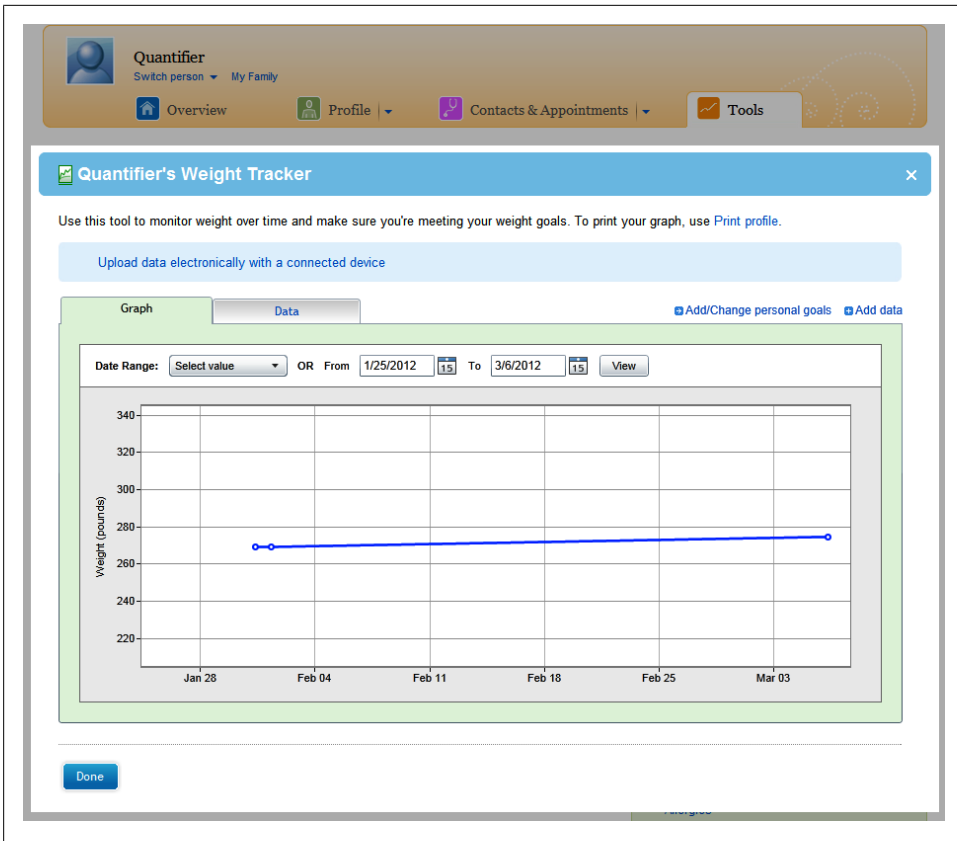 Quantifier
Switch person My Family
Overview Profile Contacts & Appointments Tools
Quantifier's Weight Tracker ×
Use this tool to monitor weight over time and make sure you're meeting your weight goals. To print your graph, use Print profile.
Upload data electronically with a connected device
Graph Data Add/Change personal goals Add data
Date Range: Select value OR From 1/25/2012 15 To 3/6/2012 15 View
340
320
300
280
260
240
220
Weight (pounds)
Jan 28 Feb 04 Feb 11 Feb 18 Feb 25 Mar 03
Done